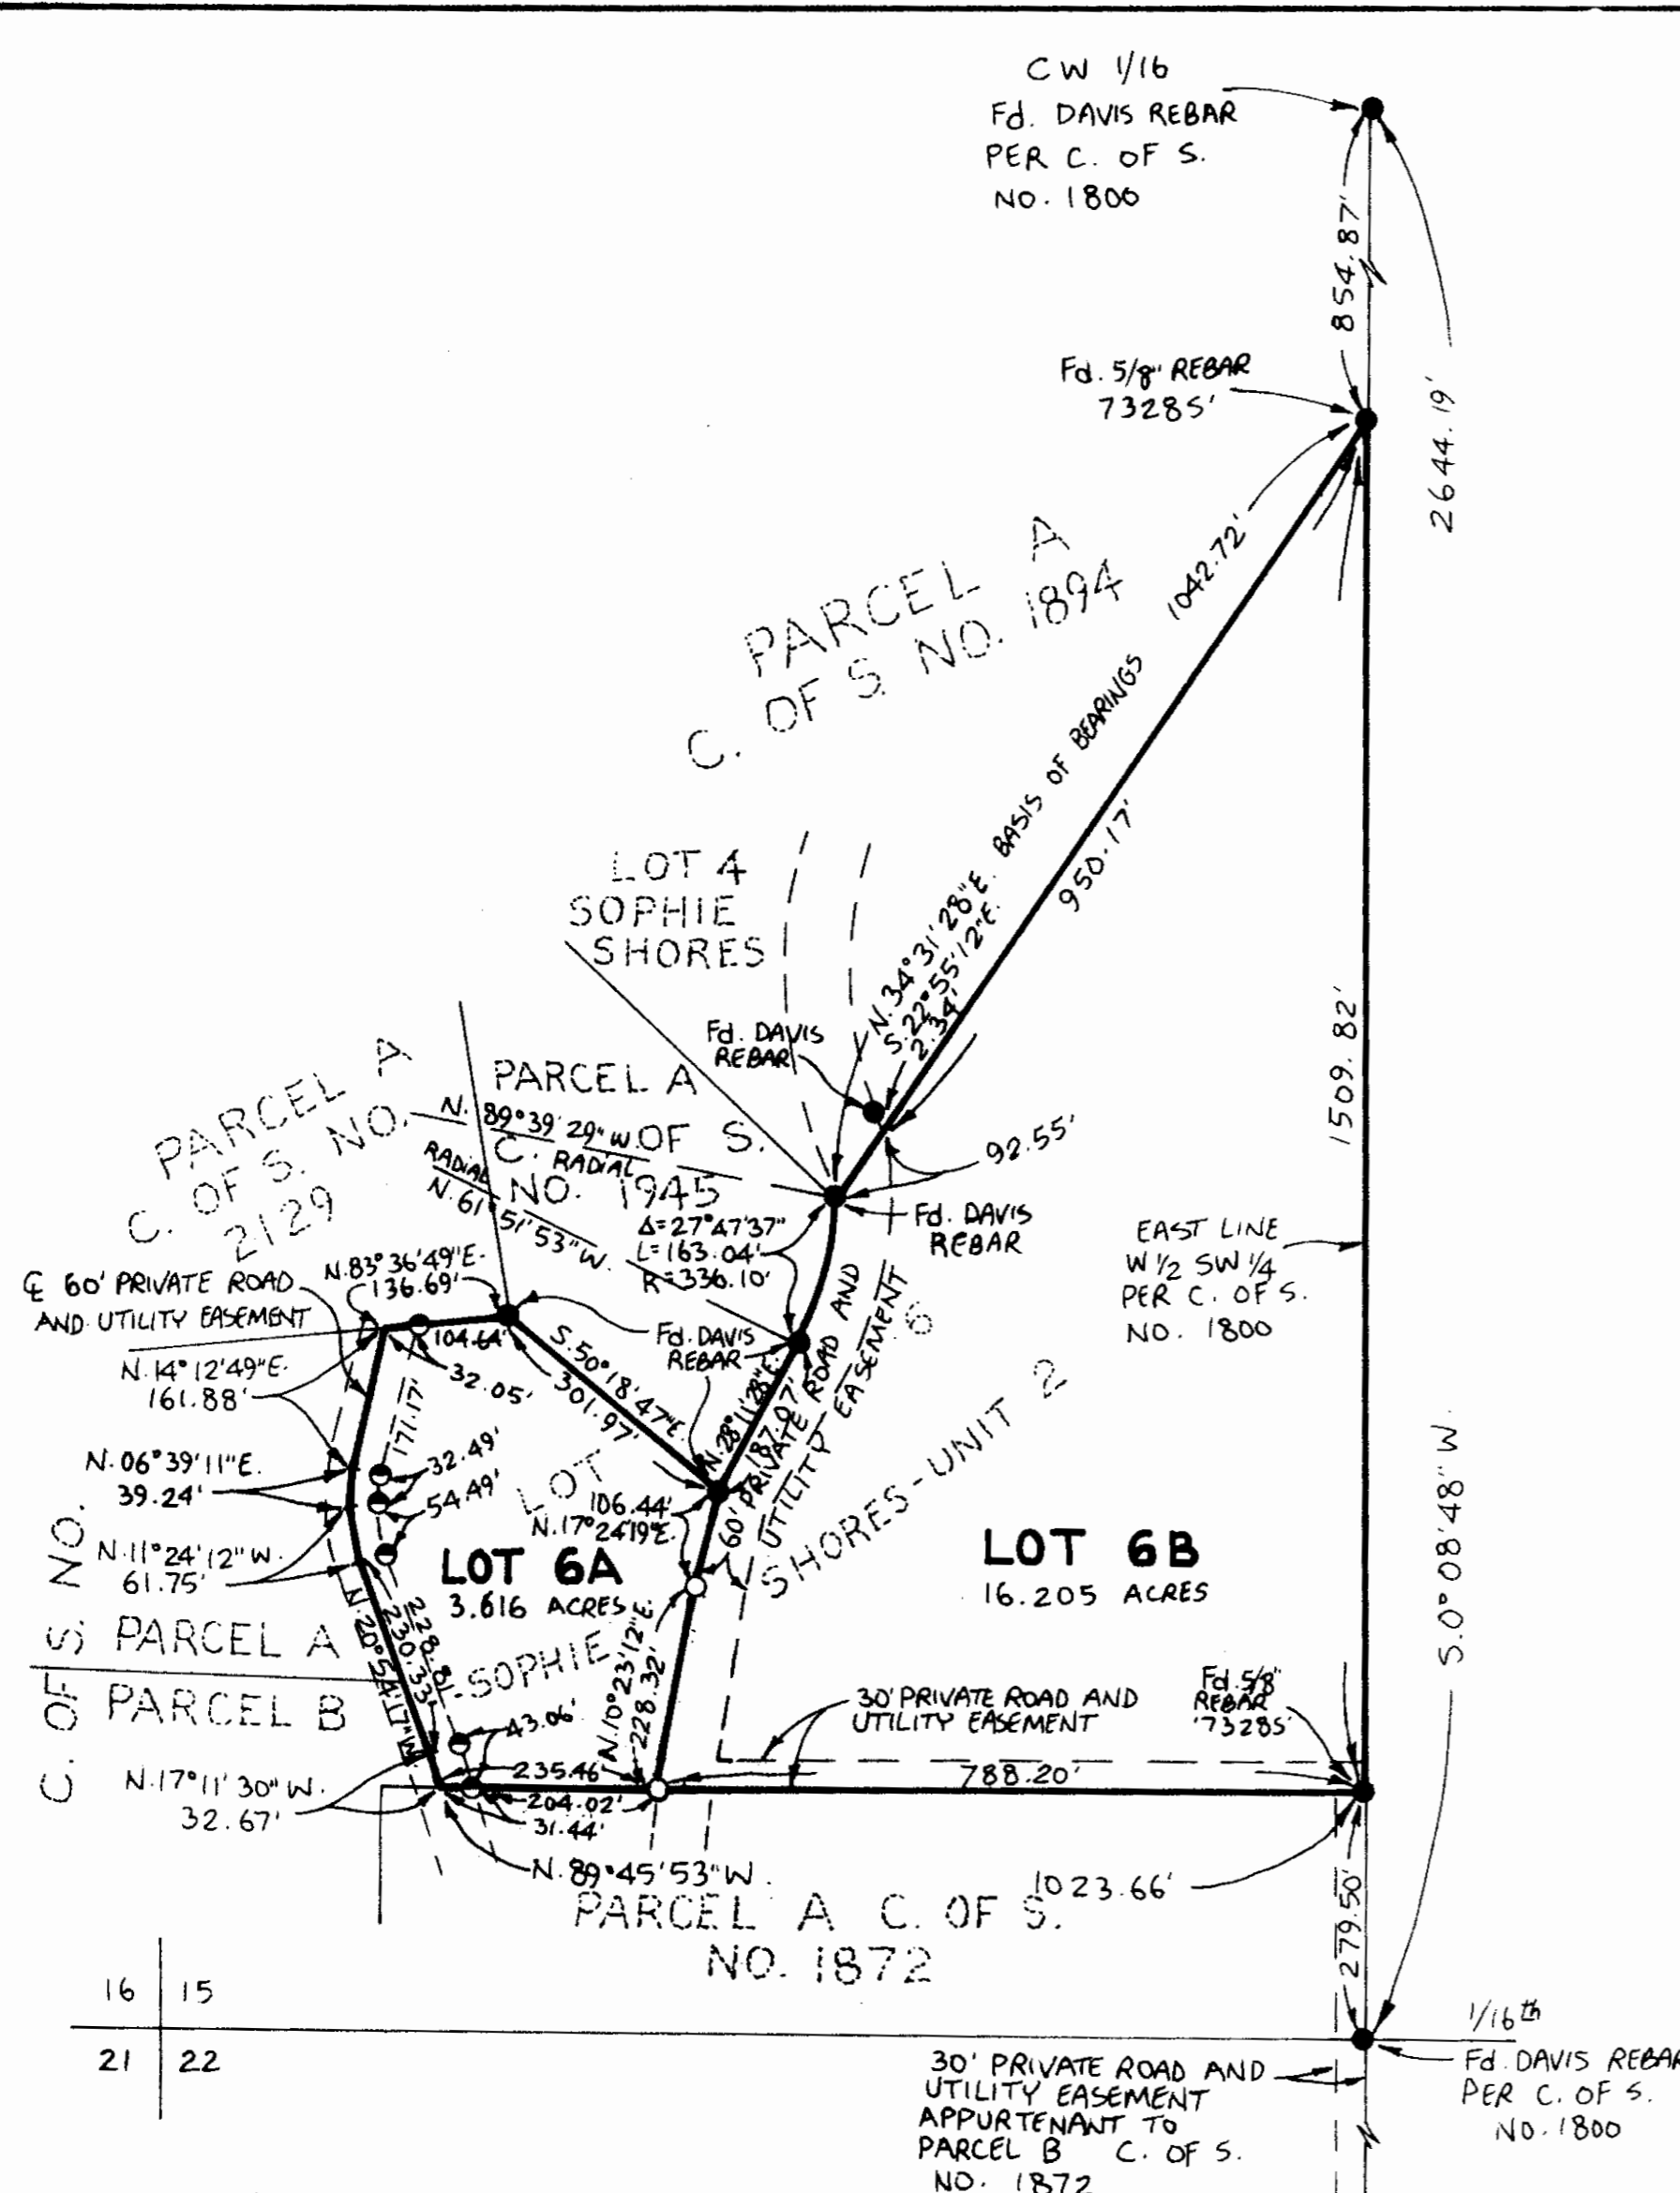 CW 1/16
Fd. DAVIS REBAR
PER C. OF S.
NO. 1800
854.87'
2644.19'
Fd. 5/8" REBAR
7328S'
1042.72'
PARCEL A
C. OF S. NO. 1894
N. 34°31'28"E. BASIS OF BEARINGS
950.17'
S. 22°55'12"E.
2.34'
LOT 4
SOPHIE
SHORES
Fd. DAVIS
REBAR
1509.82'
92.55'
PARCEL A
C. OF S.
NO. 1945
N. 89°39'29"W.
RADIAL
RADIAL
N. 61°51'53"W.
Δ=27°47'37"
L=163.04'
R=336.10'
Fd. DAVIS
REBAR
EAST LINE
W 1/2 SW 1/4
PER C. OF S.
NO. 1800
PARCEL A
C. OF S. NO.
2129
N. 83°36'49"E.
136.69'
℄ 60' PRIVATE ROAD
AND UTILITY EASEMENT
104.64'
32.05'
Fd. DAVIS
REBAR
S. 50°18'47"E.
301.97'
N. 28°11'28"E.
187.07'
60' PRIVATE ROAD AND
UTILITY EASEMENT
N. 14°12'49"E.
161.88'
171.17'
N. 06°39'11"E.
39.24'
32.49'
54.49'
106.44'
N. 17°24'19"E.
N. 11°24'12"W.
61.75'
LOT 6
SOPHIE SHORES-UNIT 2
LOT 6A
3.616 ACRES
LOT 6B
16.205 ACRES
S. 0°08'48" W.
C. OF S. NO.
PARCEL A
PARCEL B
N. 20°54'17"W.
230.33'
228.81'
N. 10°23'12"E.
228.32'
30' PRIVATE ROAD AND
UTILITY EASEMENT
Fd. 5/8"
REBAR
'7328S'
43.06'
235.46'
204.02'
31.44'
788.20'
N. 17°11'30" W.
32.67'
N. 89°45'53"W.
1023.66'
PARCEL A C. OF S.
NO. 1872
279.50'
16 15
21 22
1/16th
Fd. DAVIS REBAR
PER C. OF S.
NO. 1800
30' PRIVATE ROAD AND
UTILITY EASEMENT
APPURTENANT TO
PARCEL B C. OF S.
NO. 1872